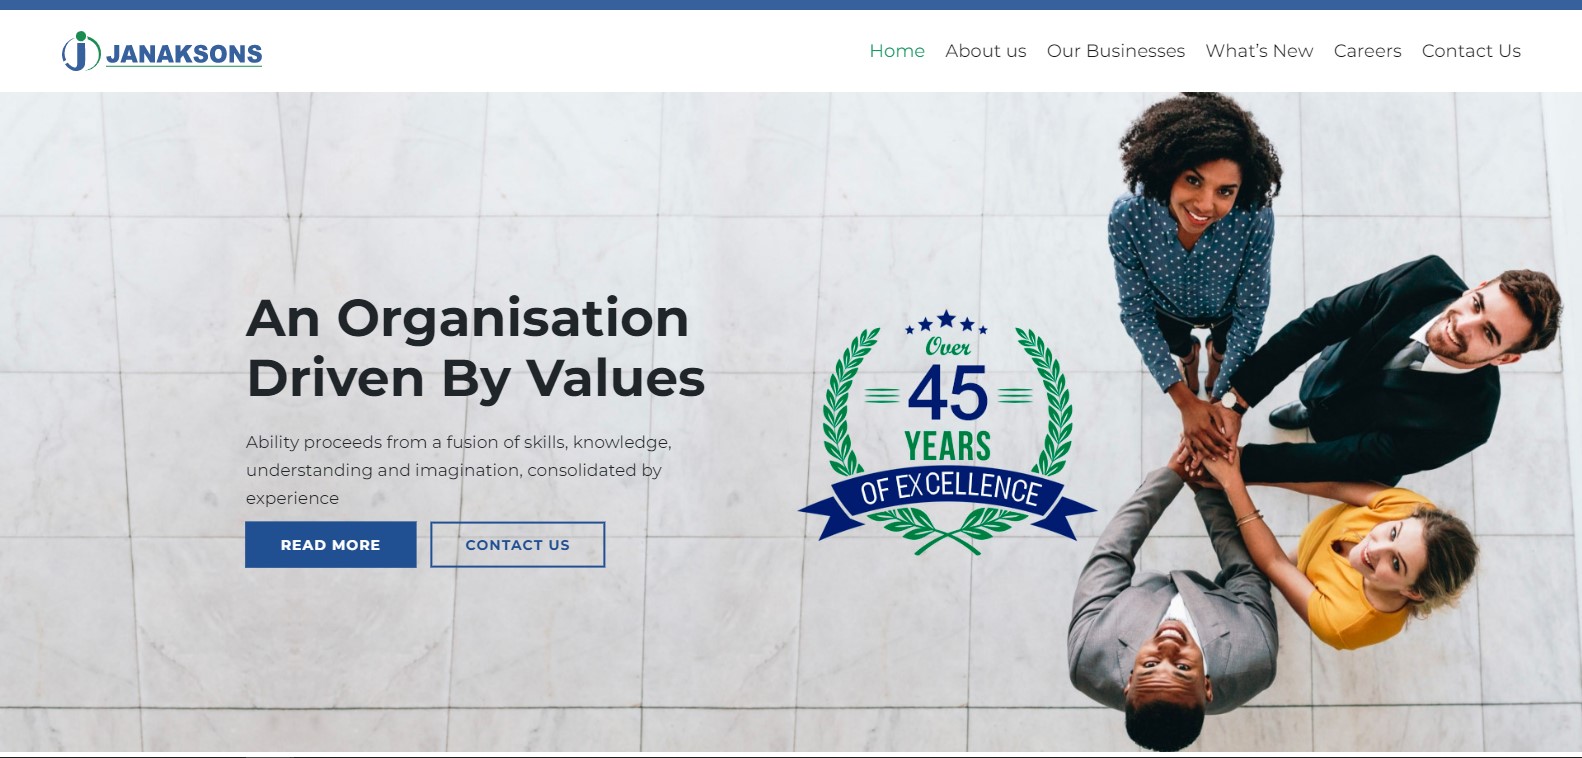 JANAKSONS
Home About us Our Businesses What's New Careers Contact Us
An Organisation
Driven By Values
Ability proceeds from a fusion of skills, knowledge,
understanding and imagination, consolidated by
experience
READ MORE CONTACT US
Over
45
YEARS
OF EXCELLENCE